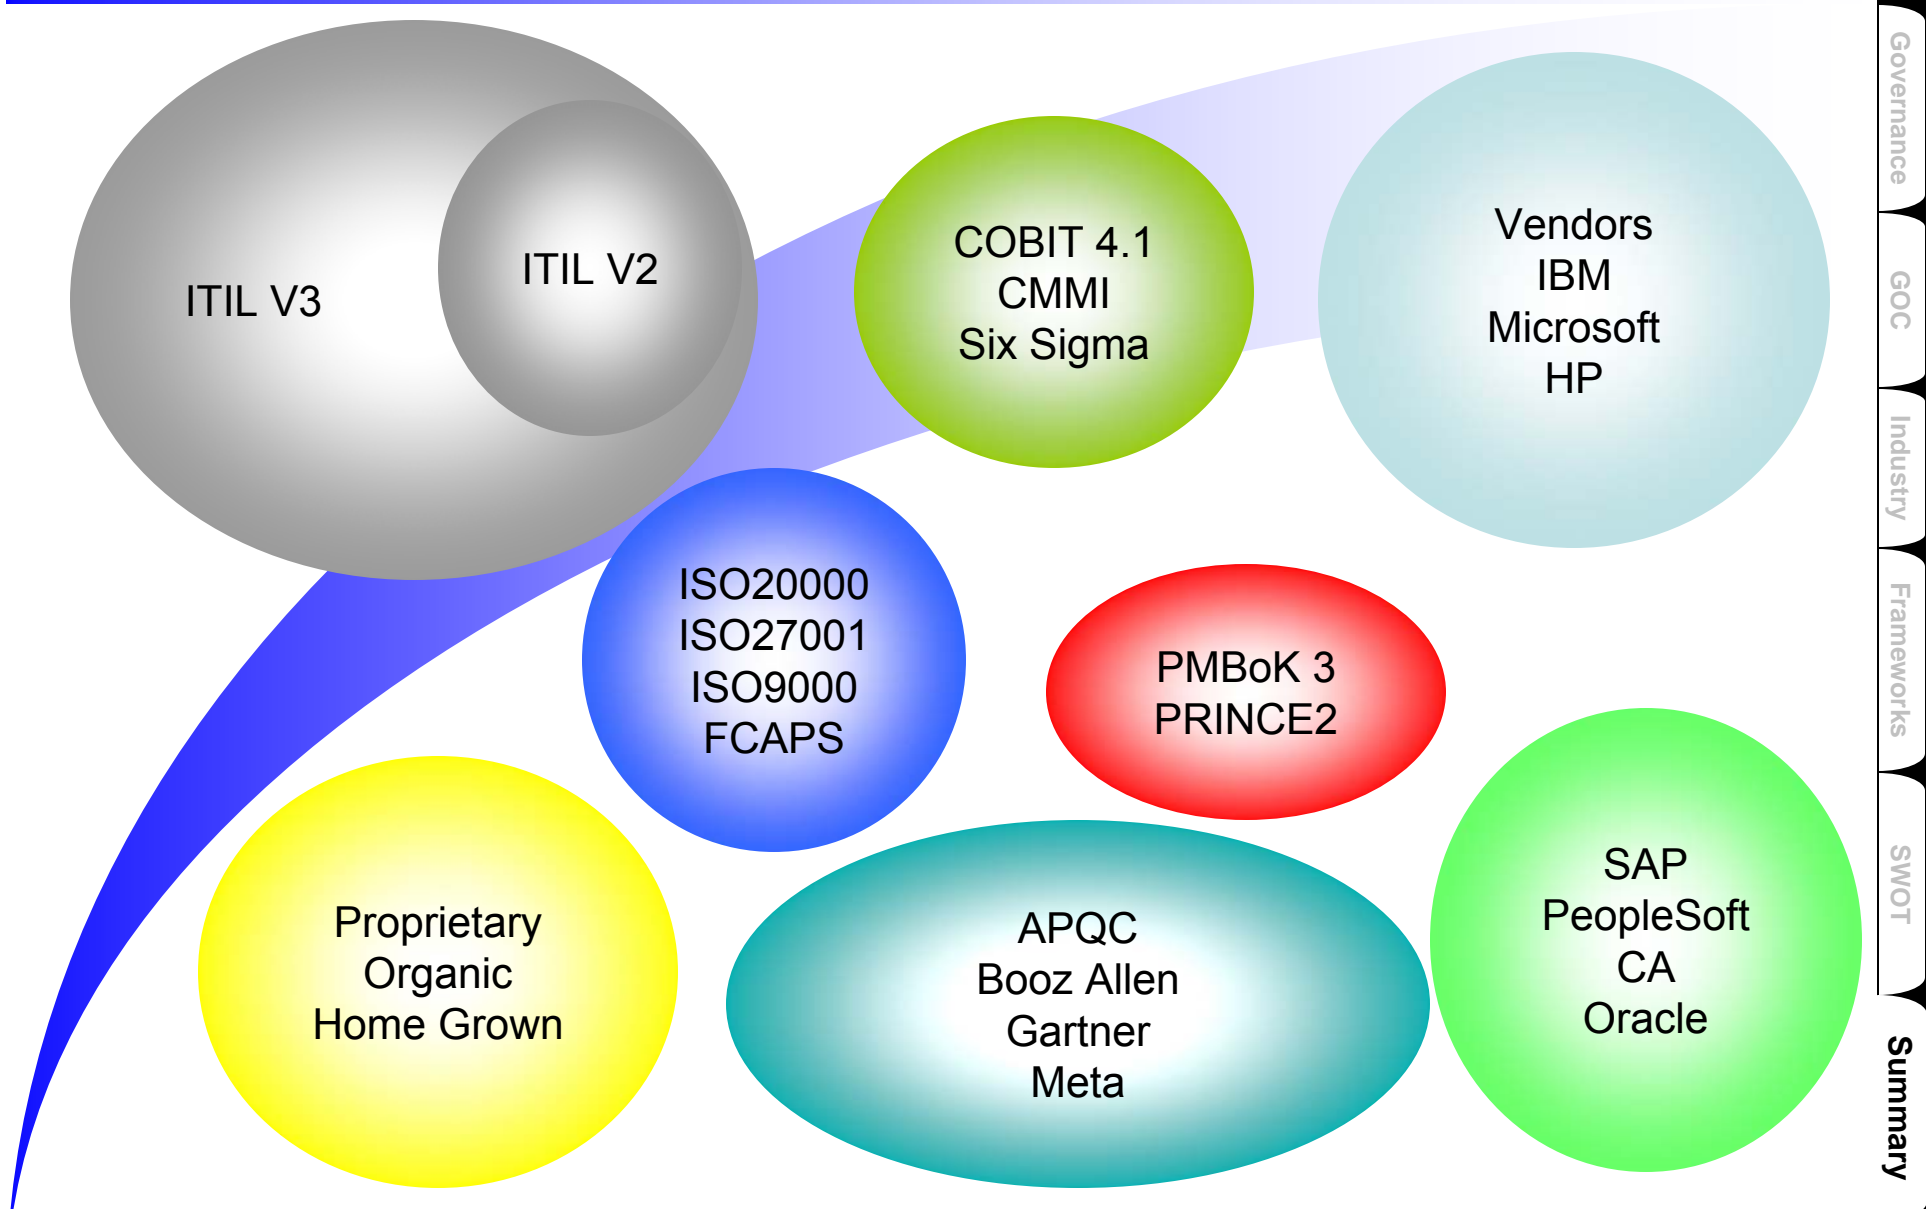 ITIL V3
ITIL V2
COBIT 4.1
CMMI
Six Sigma
Vendors
IBM
Microsoft
HP
ISO20000
ISO27001
ISO9000
FCAPS
PMBoK 3
PRINCE2
Proprietary
Organic
Home Grown
APQC
Booz Allen
Gartner
Meta
SAP
PeopleSoft
CA
Oracle
Governance
GOC
Industry
Frameworks
SWOT
Summary